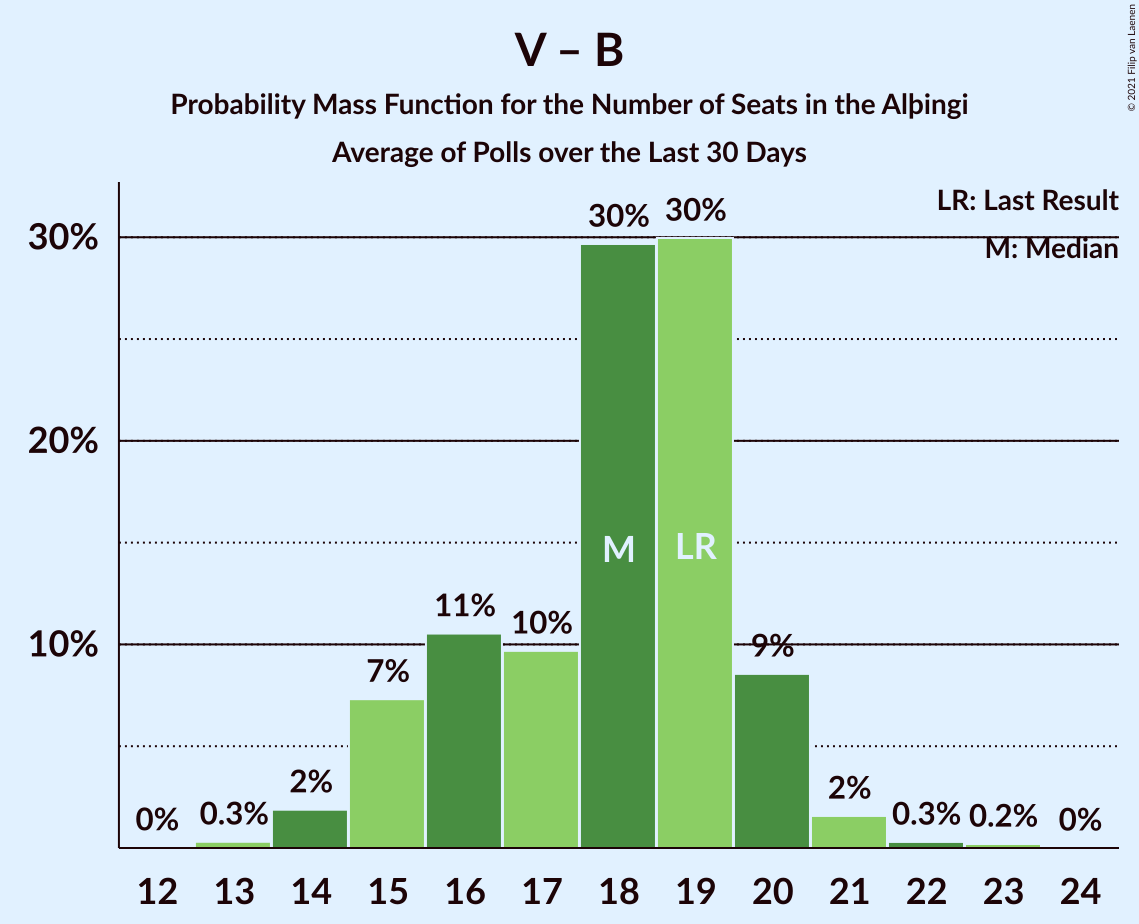 V – B
Probability Mass Function for the Number of Seats in the Alþingi
Average of Polls over the Last 30 Days
© 2021 Filip van Laenen
LR: Last Result
M: Median
30%
20%
10%
0%
0.3%
2%
7%
11%
10%
30%
30%
9%
2%
0.3%
0.2%
0%
M
LR
12 13 14 15 16 17 18 19 20 21 22 23 24